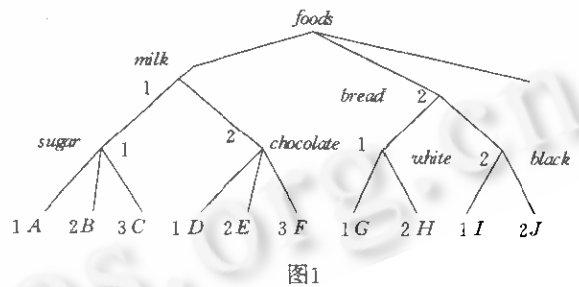 foods
milk
1
bread
2
sugar
1
2
chocolate
1
white
2
black
1 A 2 B 3 C 1 D 2 E 3 F 1 G 2 H 1 I 2 J
图1